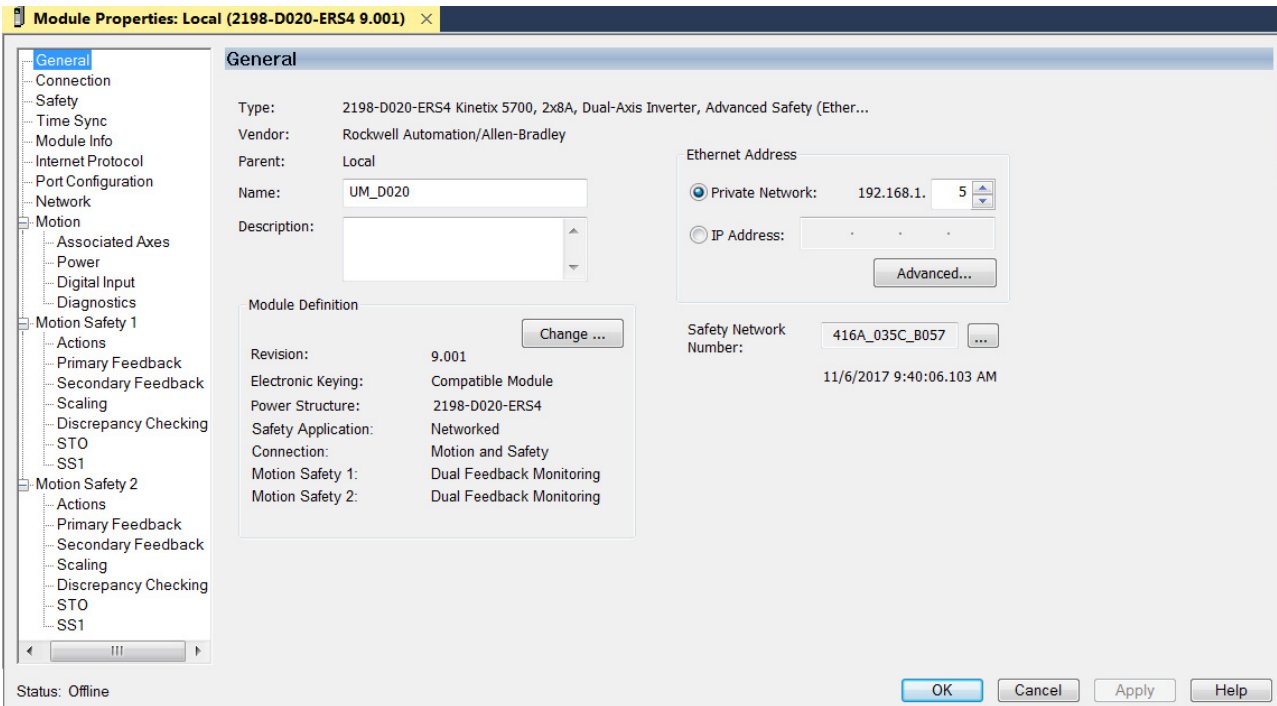 Module Properties: Local (2198-D020-ERS4 9.001) ×
General
Connection
Safety
Time Sync
Module Info
Internet Protocol
Port Configuration
Network
Motion
Associated Axes
Power
Digital Input
Diagnostics
Motion Safety 1
Actions
Primary Feedback
Secondary Feedback
Scaling
Discrepancy Checking
STO
SS1
Motion Safety 2
Actions
Primary Feedback
Secondary Feedback
Scaling
Discrepancy Checking
STO
SS1
General
Type: 2198-D020-ERS4 Kinetix 5700, 2x8A, Dual-Axis Inverter, Advanced Safety (Ether...
Vendor: Rockwell Automation/Allen-Bradley
Parent: Local
Name: UM_D020
Description:
Module Definition
Change ...
Revision: 9.001
Electronic Keying: Compatible Module
Power Structure: 2198-D020-ERS4
Safety Application: Networked
Connection: Motion and Safety
Motion Safety 1: Dual Feedback Monitoring
Motion Safety 2: Dual Feedback Monitoring
Ethernet Address
Private Network: 192.168.1. 5
IP Address: . . .
Advanced...
Safety Network
Number: 416A_035C_B057 ...
11/6/2017 9:40:06.103 AM
Status: Offline
OK Cancel Apply Help